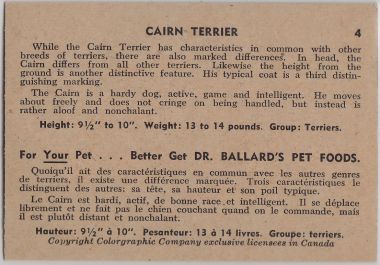 CAIRN TERRIER 4
While the Cairn Terrier has characteristics in common with other
breeds of terriers, there are also marked differences. In head, the
Cairn differs from all other terriers. Likewise the height from the
ground is another distinctive feature. His typical coat is a third distin-
guishing marking.
The Cairn is a hardy dog, active, game and intelligent. He moves
about freely and does not cringe on being handled, but instead is
rather aloof and nonchalant.
Height: 9½" to 10". Weight: 13 to 14 pounds. Group: Terriers.
For Your Pet . . . Better Get DR. BALLARD'S PET FOODS.
Quoiqu'il ait des caractéristiques en commun avec les autres genres
de terriers, il existe une différence marquée. Trois caractéristiques le
distinguent des autres: sa tête, sa hauteur et son poil typique.
Le Cairn est hardi, actif, de bonne race et intelligent. Il se déplace
librement et ne fait pas le chien couchant quand on le commande, mais
il est plutôt distant et nonchalant.
Hauteur: 9½" à 10". Pesanteur: 13 à 14 livres. Groupe: terriers.
Copyright Colorgraphic Company exclusive licensees in Canada